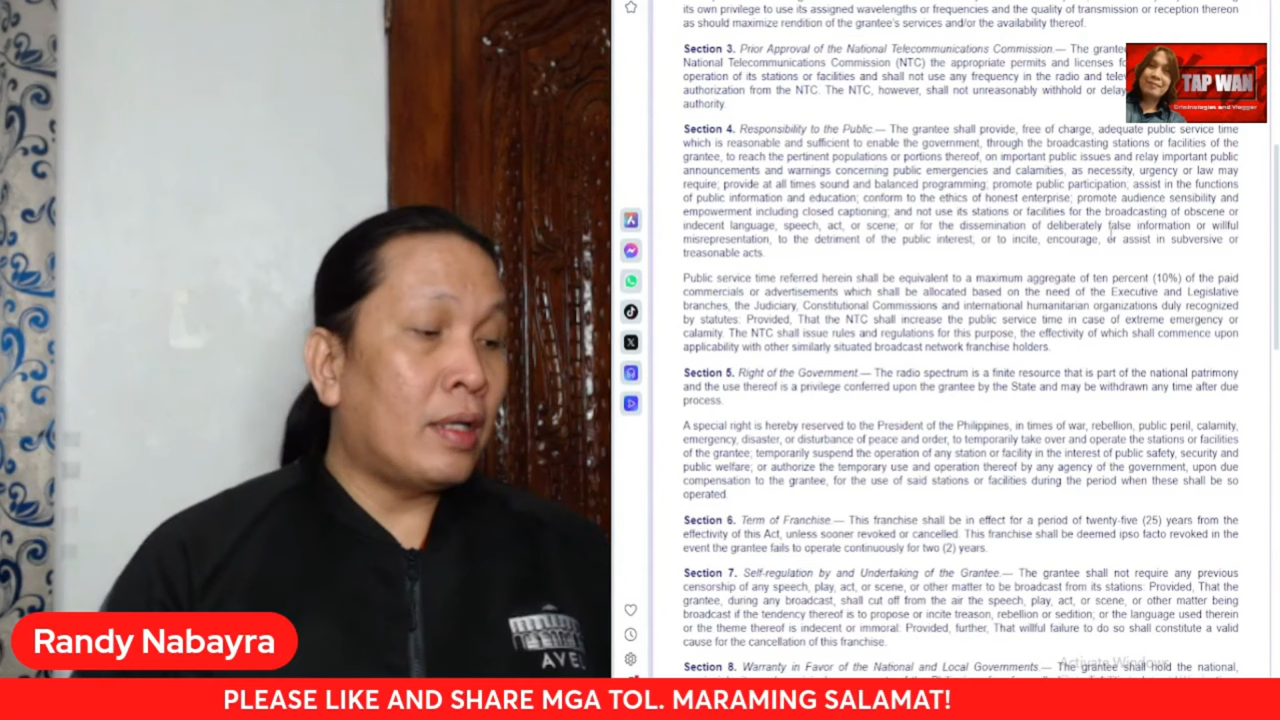 its own privilege to use its assigned wavelengths or frequencies and the quality of transmission or reception thereon
as should maximize rendition of the grantee's services and/or the availability thereof.
Section 3. Prior Approval of the National Telecommunications Commission.— The grantee
National Telecommunications Commission (NTC) the appropriate permits and licenses
operation of its stations or facilities and shall not use any frequency in the radio and
authorization from the NTC. The NTC, however, shall not unreasonably withhold or delay
authority.
TAP WAN
Criminologist and Vlogger
Section 4. Responsibility to the Public.— The grantee shall provide, free of charge, adequate public service time
which is reasonable and sufficient to enable the government, through the broadcasting stations or facilities of the
grantee, to reach the pertinent populations or portions thereof, on important public issues and relay important public
announcements and warnings concerning public emergencies and calamities, as necessity, urgency or law may
require; provide at all times sound and balanced programming; promote public participation; assist in the functions
of public information and education; conform to the ethics of honest enterprise; promote audience sensibility and
empowerment including closed captioning; and not use its stations or facilities for the broadcasting of obscene or
indecent language, speech, act, or scene; or for the dissemination of deliberately false information or willful
misrepresentation, to the detriment of the public interest, or to incite, encourage, or assist in subversive or
treasonable acts.
Public service time referred herein shall be equivalent to a maximum aggregate of ten percent (10%) of the paid
commercials or advertisements which shall be allocated based on the need of the Executive and Legislative
branches, the Judiciary, Constitutional Commissions and international humanitarian organizations duly recognized
by statutes: Provided, That the NTC shall increase the public service time in case of extreme emergency or
calamity. The NTC shall issue rules and regulations for this purpose, the effectivity of which shall commence upon
applicability with other similarly situated broadcast network franchise holders.
Section 5. Right of the Government.— The radio spectrum is a finite resource that is part of the national patrimony
and the use thereof is a privilege conferred upon the grantee by the State and may be withdrawn any time after due
process.
A special right is hereby reserved to the President of the Philippines, in times of war, rebellion, public peril, calamity,
emergency, disaster, or disturbance of peace and order, to temporarily take over and operate the stations or facilities
of the grantee; temporarily suspend the operation of any station or facility in the interest of public safety, security and
public welfare; or authorize the temporary use and operation thereof by any agency of the government, upon due
compensation to the grantee, for the use of said stations or facilities during the period when these shall be so
operated.
Section 6. Term of Franchise.— This franchise shall be in effect for a period of twenty-five (25) years from the
effectivity of this Act, unless sooner revoked or cancelled. This franchise shall be deemed ipso facto revoked in the
event the grantee fails to operate continuously for two (2) years.
Section 7. Self-regulation by and Undertaking of the Grantee.— The grantee shall not require any previous
censorship of any speech, play, act, or scene, or other matter to be broadcast from its stations: Provided, That the
grantee, during any broadcast, shall cut off from the air the speech, play, act, or scene, or other matter being
broadcast if the tendency thereof is to propose or incite treason, rebellion or sedition; or the language used therein
or the theme thereof is indecent or immoral: Provided, further, That willful failure to do so shall constitute a valid
cause for the cancellation of this franchise.
Activate Windows
Section 8. Warranty in Favor of the National and Local Governments.— The grantee shall hold the national,
AVEL
Randy Nabayra
PLEASE LIKE AND SHARE MGA TOL. MARAMING SALAMAT!